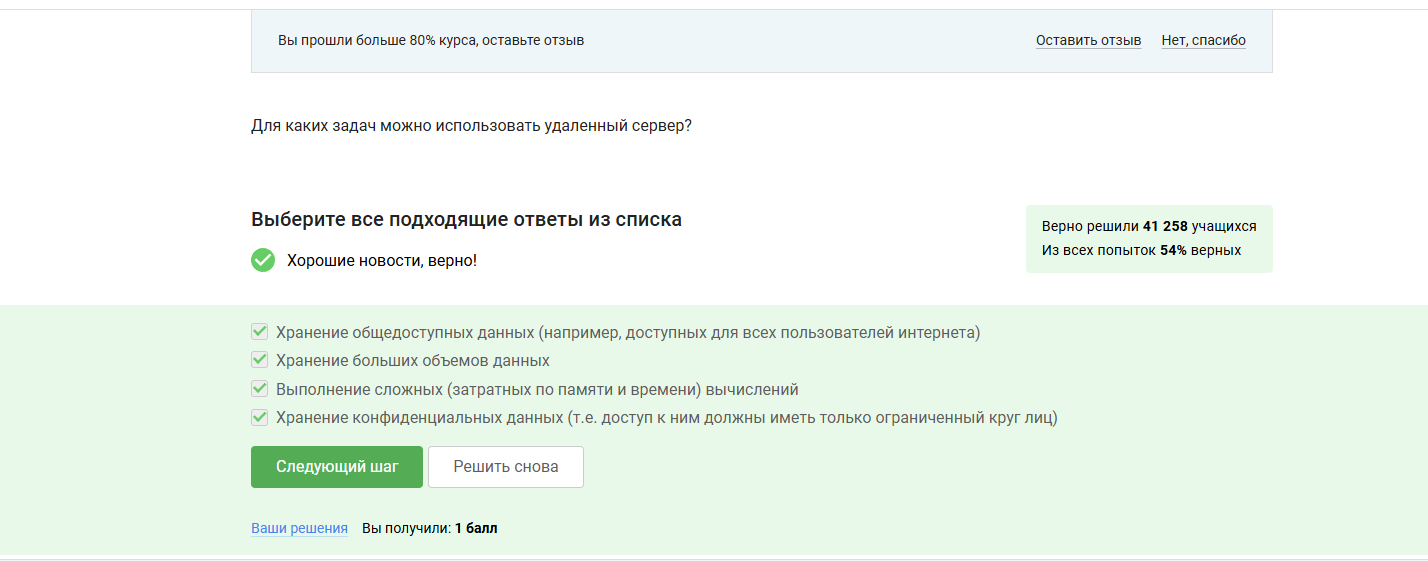 Вы прошли больше 80% курса, оставьте отзыв Оставить отзыв Нет, спасибо
Для каких задач можно использовать удаленный сервер?
Выберите все подходящие ответы из списка
Верно решили 41 258 учащихся
Из всех попыток 54% верных
Хорошие новости, верно!
Хранение общедоступных данных (например, доступных для всех пользователей интернета)
Хранение больших объемов данных
Выполнение сложных (затратных по памяти и времени) вычислений
Хранение конфиденциальных данных (т.е. доступ к ним должны иметь только ограниченный круг лиц)
Следующий шаг Решить снова
Ваши решения Вы получили: 1 балл